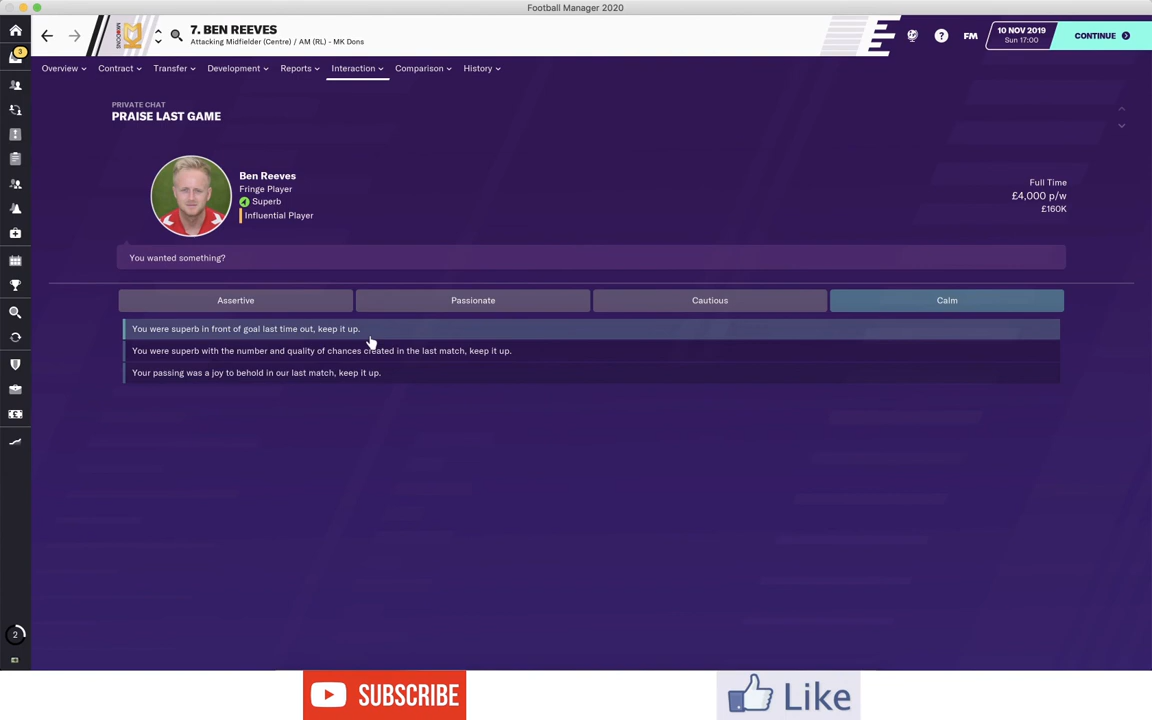 Football Manager 2020
7. BEN REEVES
Attacking Midfielder (Centre) / AM (RL) - MK Dons
FM
10 NOV 2019
Sun 17:00
CONTINUE
3
Overview
Contract
Transfer
Development
Reports
Interaction
Comparison
History
PRIVATE CHAT
PRAISE LAST GAME
Ben Reeves
Fringe Player
Superb
Influential Player
Full Time
£4,000 p/w
£160K
You wanted something?
Assertive
Passionate
Cautious
Calm
You were superb in front of goal last time out, keep it up.
You were superb with the number and quality of chances created in the last match, keep it up.
Your passing was a joy to behold in our last match, keep it up.
2
SUBSCRIBE
Like